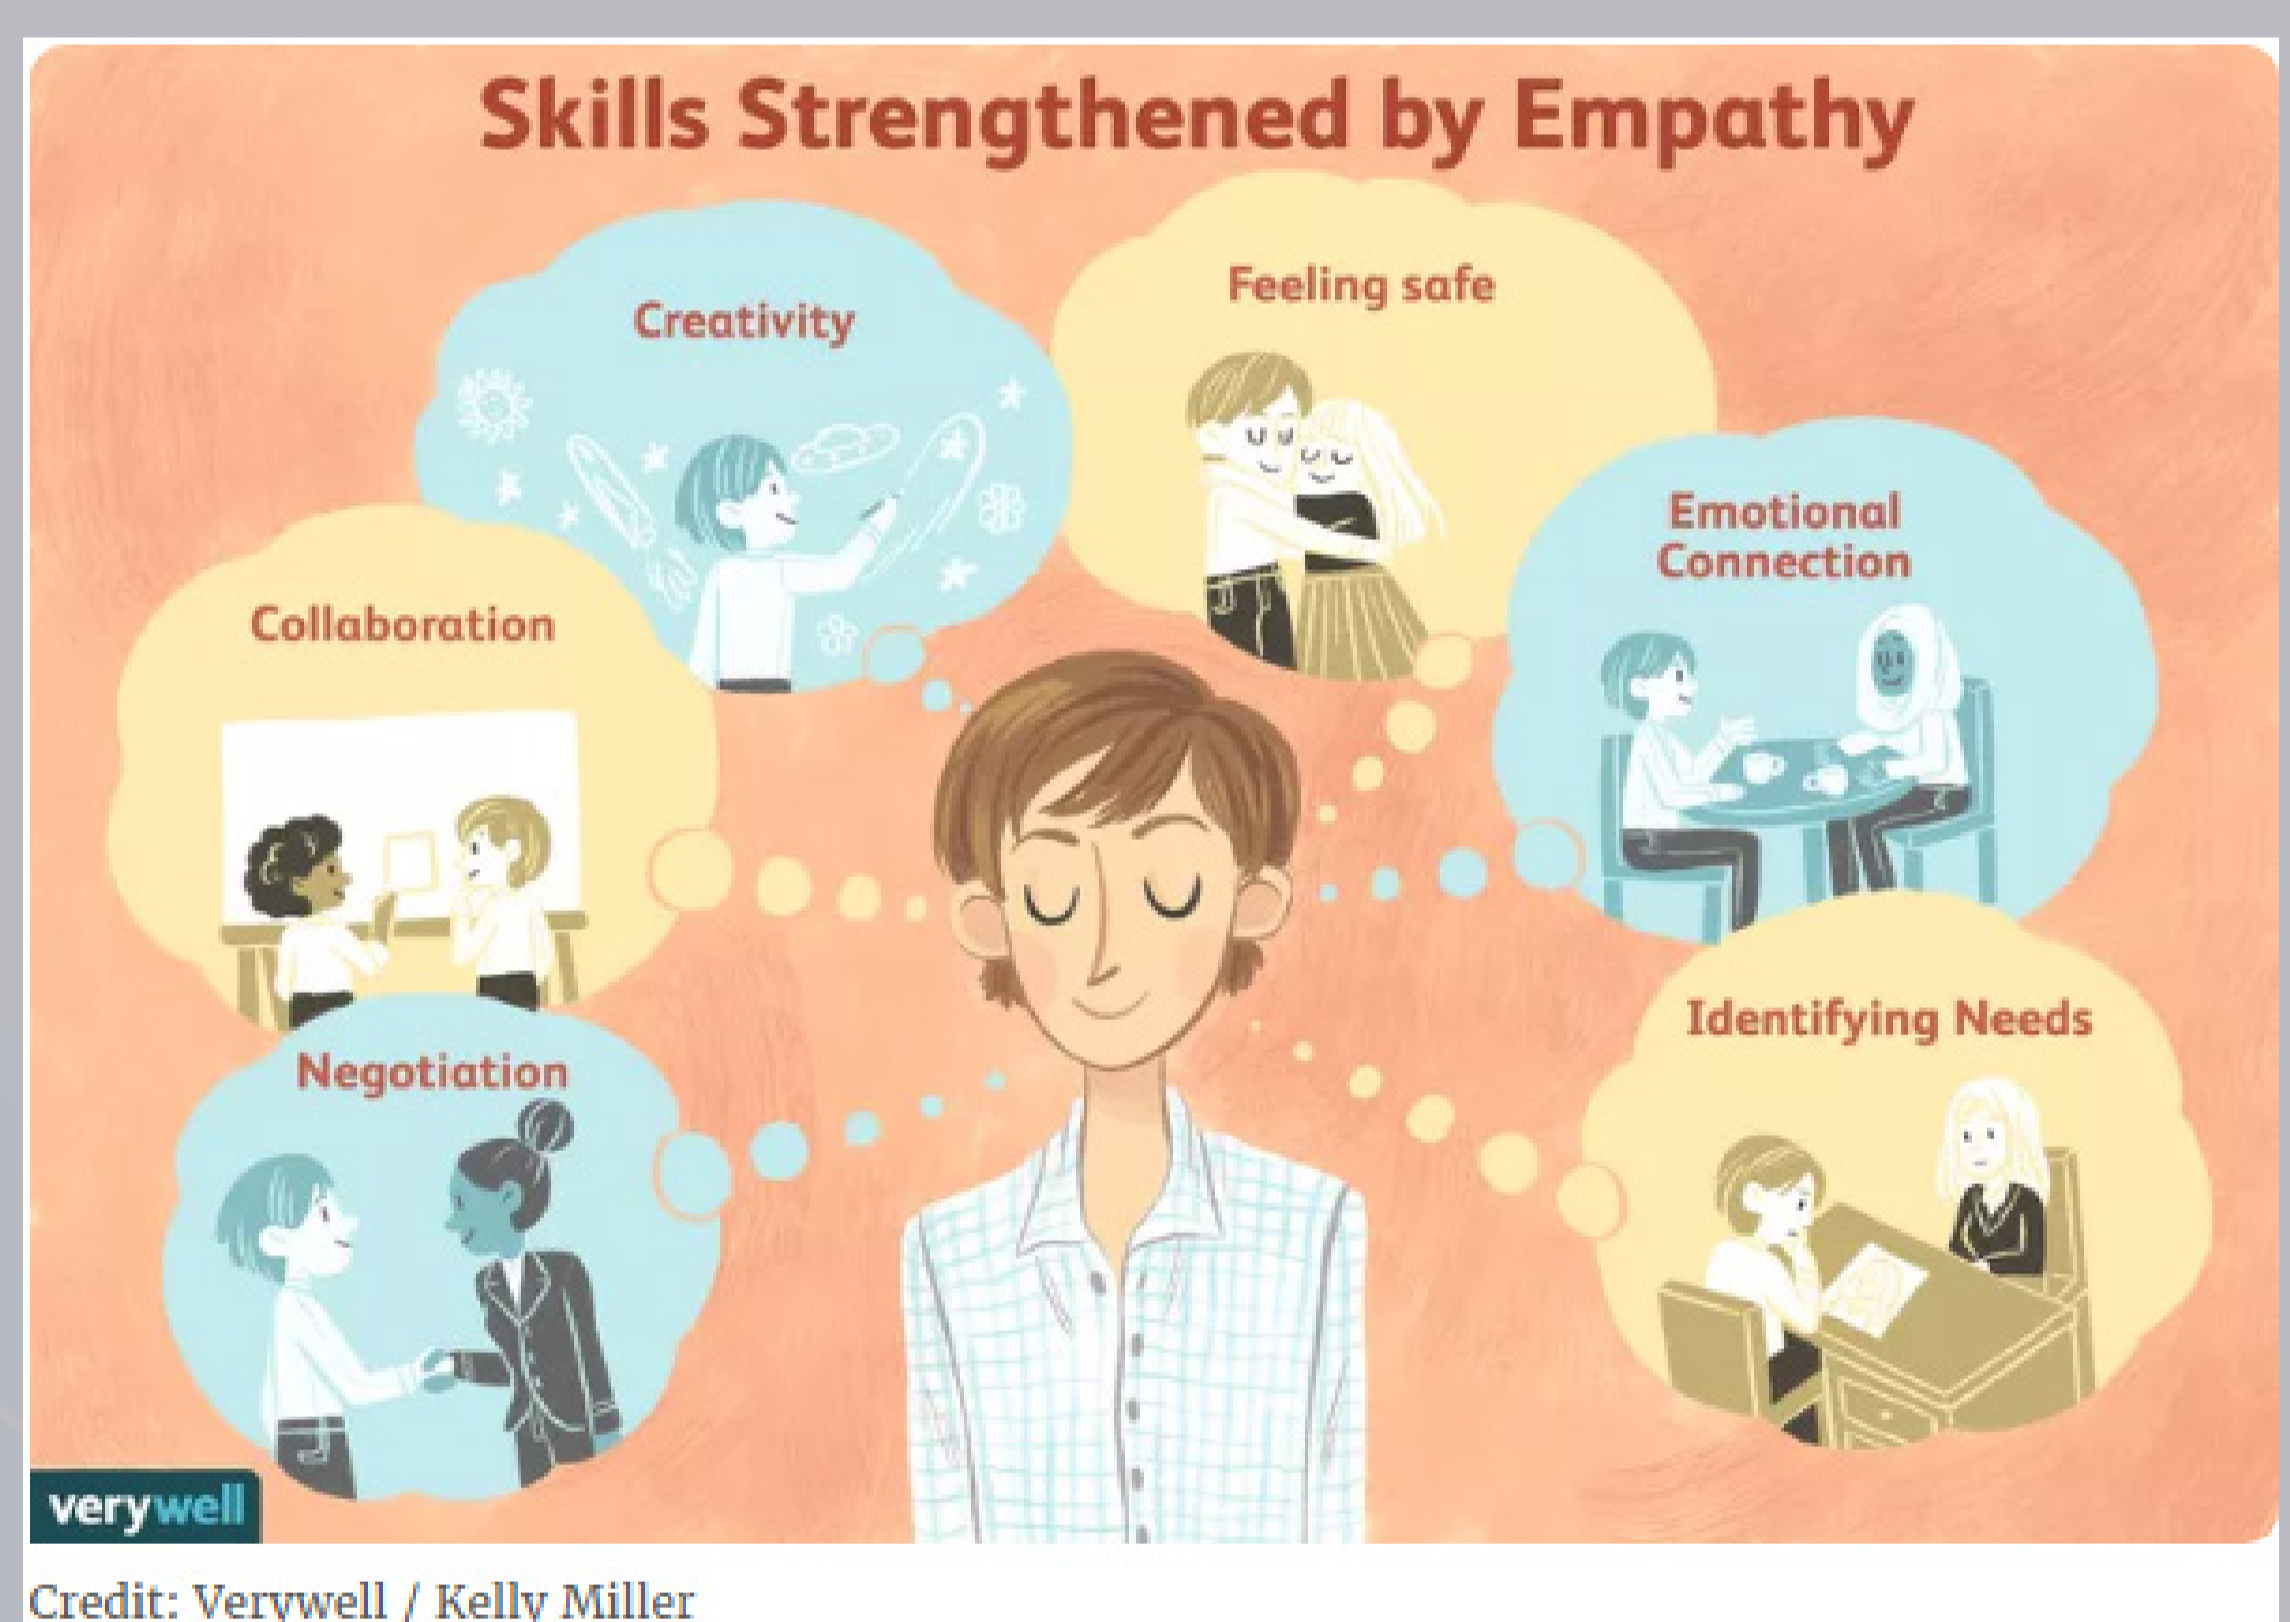 Skills Strengthened by Empathy
Creativity
Feeling safe
Emotional
Connection
Collaboration
Identifying Needs
Negotiation
verywell
Credit: Verywell / Kelly Miller